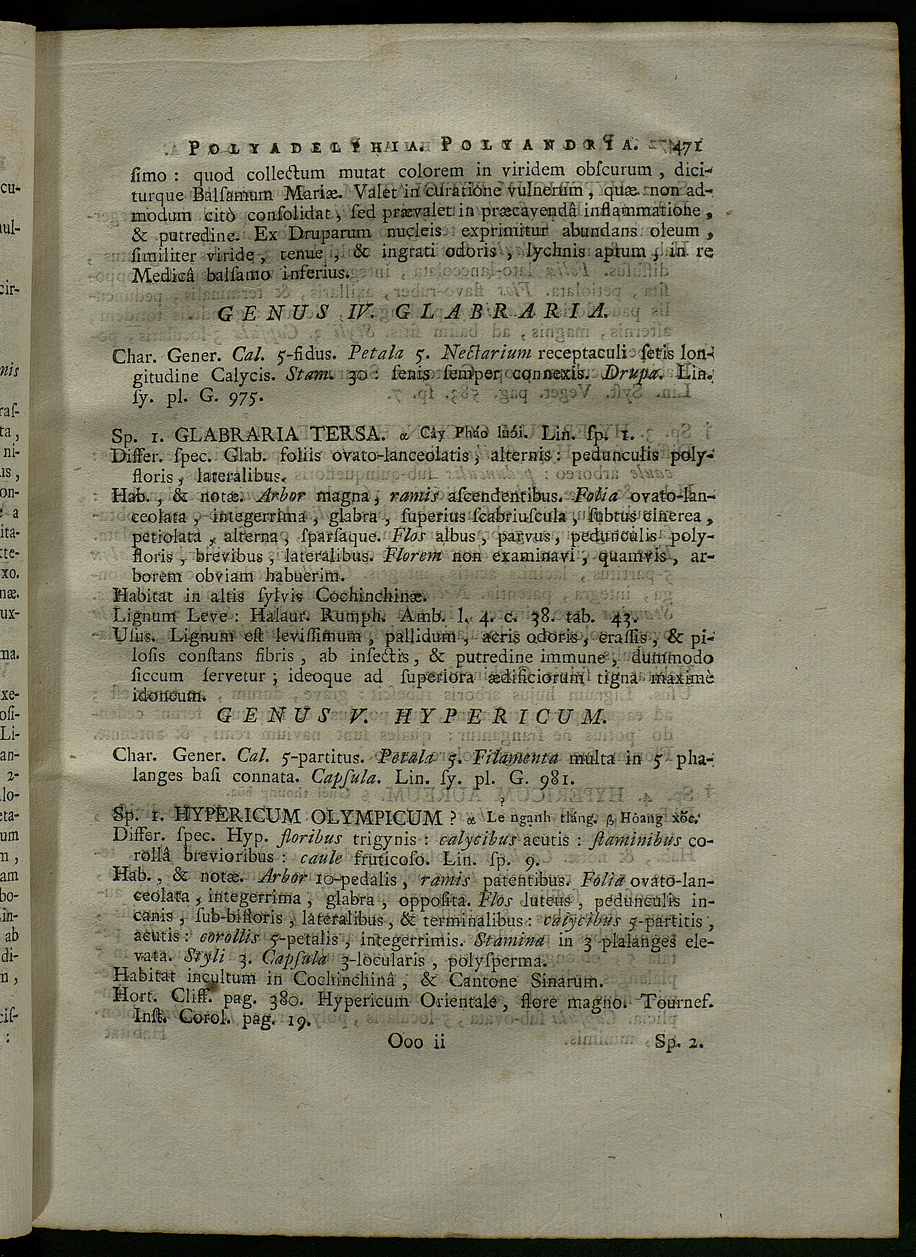 POLYADELPHIA. POLYANDRIA. 471
ſimo : quod collectum mutat colorem in viridem obſcurum , dici-
turque Balſamum Mariæ. Valet in curatione vulnerum , quæ non ad-
modum citò conſolidat , ſed prævalet in præcavendâ inflammatione ,
& putredine. Ex Druparum nucleis exprimitur abundans oleum ,
ſimiliter viride , tenue , & ingrati odoris , lychnis aptum , in re
Medicâ balſamo inferius.
GENUS IV. GLABRARIA.
Char. Gener. Cal. 5-fidus. Petala 5. Nectarium receptaculi ſetis lon-
gitudine Calycis. Stam. 30 : ſenis ſemper connexis. Drupa. Lin.
ſy. pl. G. 975.
Sp. 1. GLABRARIA TERSA. α Cây Pháo lưới. Lin. ſp. 1.
Differ. ſpec. Glab. foliis ovato-lanceolatis , alternis : pedunculis poly-
floris , lateralibus.
Hab. , & notæ. Arbor magna , ramis aſcendentibus. Folia ovato-lan-
ceolata , integerrima , glabra , ſuperius ſcabriuſcula , ſubtus cinerea ,
petiolata , alterna , ſparſaque. Flos albus , parvus , pedunculis poly-
floris , brevibus , lateralibus. Florem non examinavi , quamvis , ar-
borem obviam habuerim.
Habitat in altis ſylvis Cochinchinæ.
Lignum Leve : Halaur. Rumph. Amb. l. 4. c. 38. tab. 43.
Uſus. Lignum eſt leviſſimum , pallidum , acris odoris , craſſis , & pi-
loſis conſtans fibris , ab inſectis , & putredine immune , dummodo
ſiccum ſervetur ; ideoque ad ſuperiora ædificiorum tigna maxime
idoneum.
GENUS V. HYPERICUM.
Char. Gener. Cal. 5-partitus. Petala 5. Filamenta multa in 5 pha-
langes baſi connata. Capſula. Lin. ſy. pl. G. 981.
Sp. 1. HYPERICUM OLYMPICUM ? α Le nganh tlảng. β Hòang xŏc.
Differ. ſpec. Hyp. floribus trigynis : calycibus acutis : ſtaminibus co-
rollâ brevioribus : caule fruticoſo. Lin. ſp. 9.
Hab. , & notæ. Arbor 10-pedalis , ramis patentibus. Folia ovato-lan-
ceolata , integerrima , glabra , oppoſita. Flos luteus , pedunculis in-
canis , ſub-bifloris , lateralibus , & terminalibus : calycibus 5-partitis ,
acutis : corollis 5-petalis , integerrimis. Stamina in 3 plalanges ele-
vata. Styli 3. Capſula 3-locularis , polyſperma.
Habitat incultum in Cochinchinâ , & Cantone Sinarum.
Hort. Cliff. pag. 380. Hypericum Orientale , flore magno. Tournef.
Inſt. Corol. pag. 19.
Ooo ii Sp. 2.